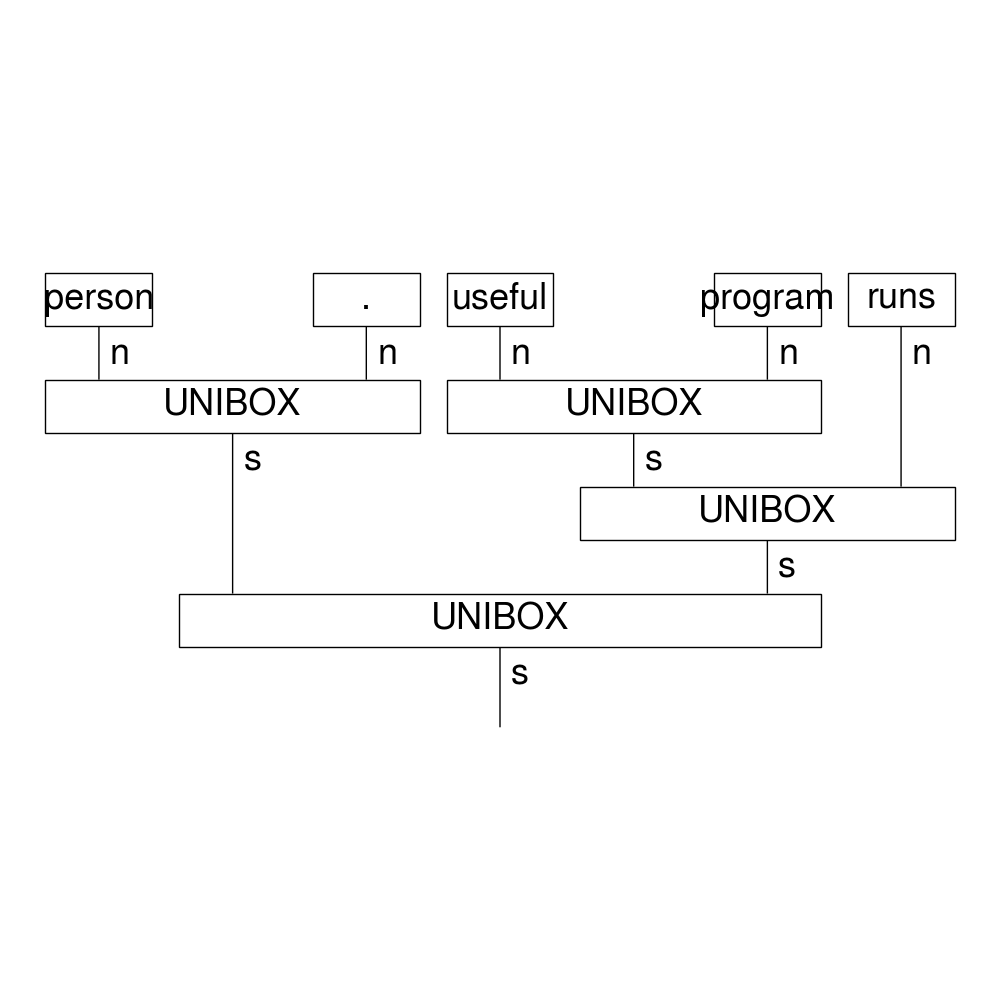 person . useful program runs
n n n n n
UNIBOX UNIBOX
s s
UNIBOX
s
UNIBOX
s